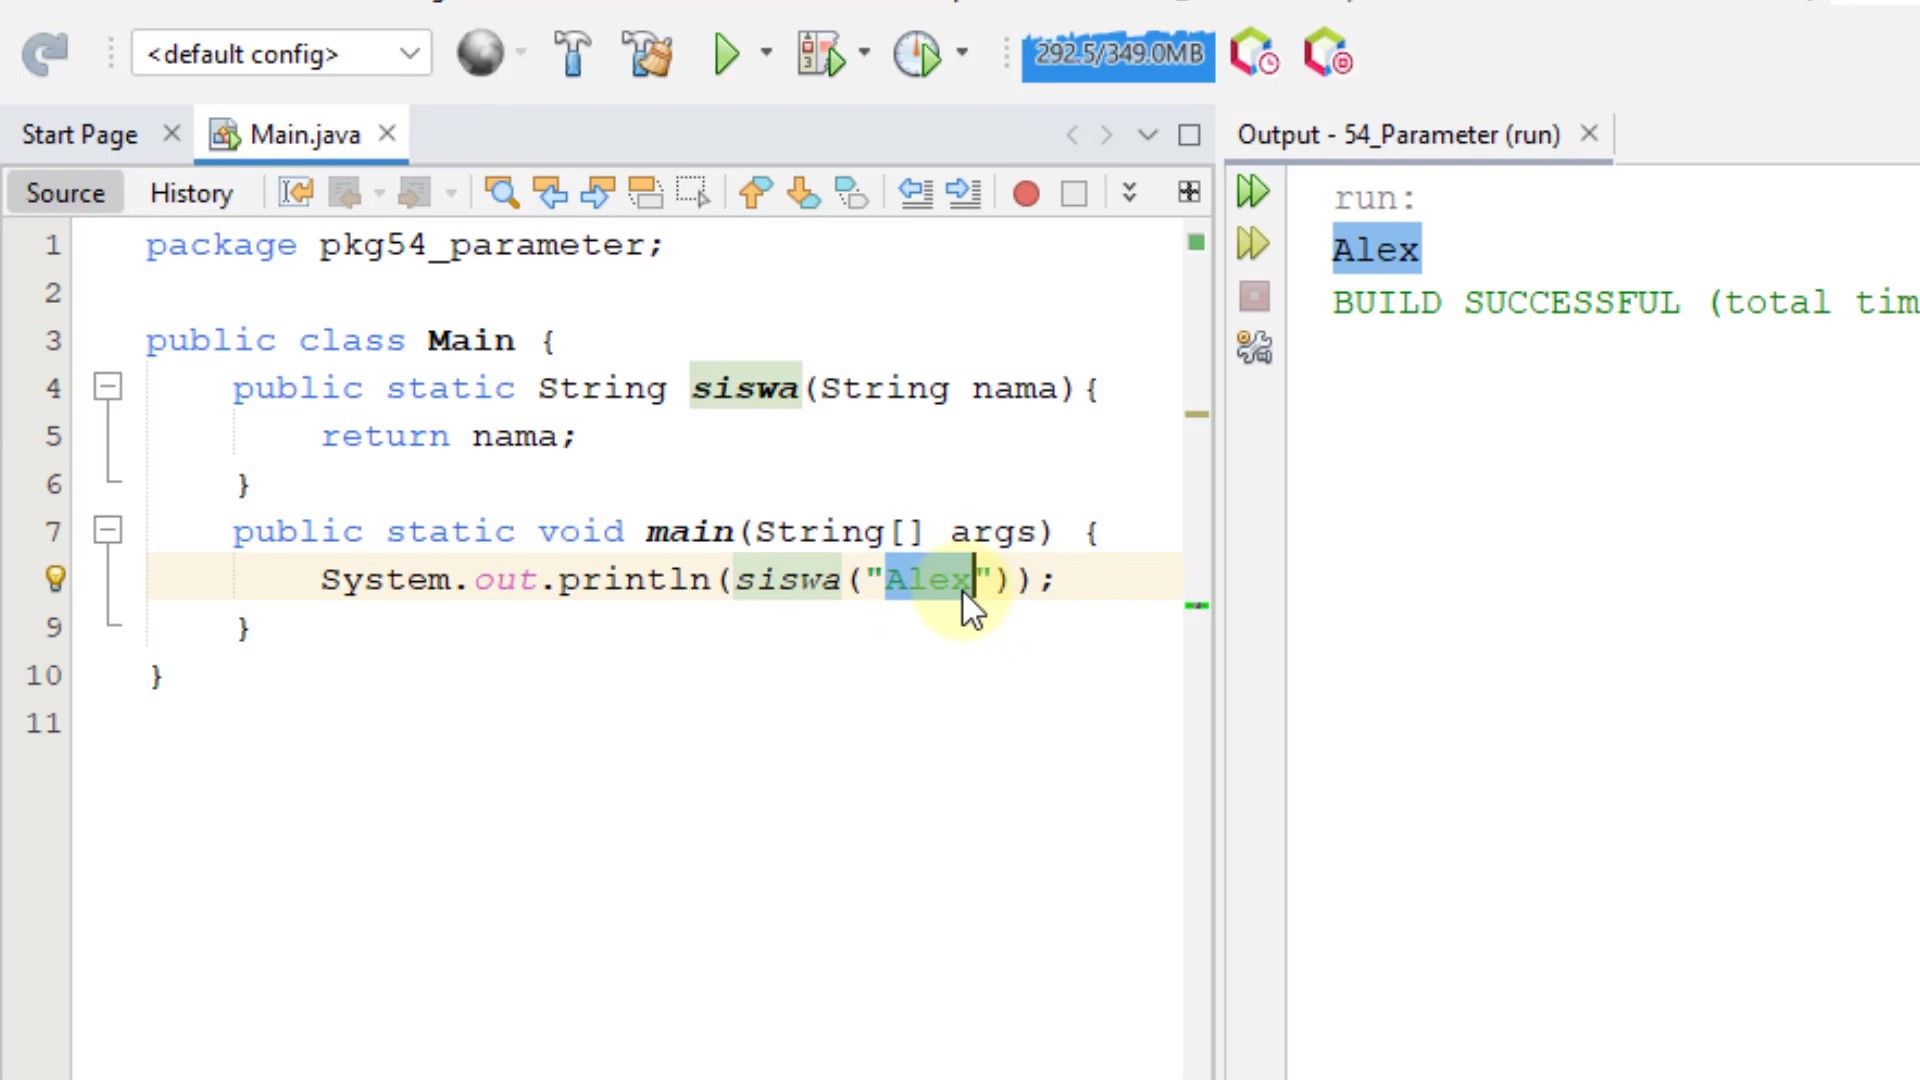 <default config>
292.5/349.0MB
Start Page
Main.java
Output - 54_Parameter (run)
Source
History
run:
Alex
BUILD SUCCESSFUL (total tim
1 package pkg54_parameter;
2
3 public class Main {
4 public static String siswa(String nama){
5 return nama;
6 }
7 public static void main(String[] args) {
System.out.println(siswa("Alex"));
9 }
10 }
11